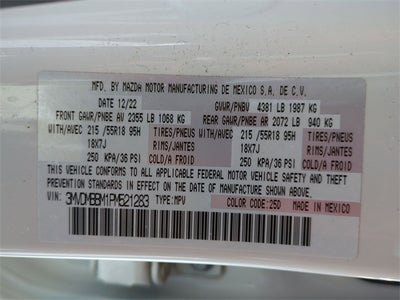 MFD. BY MAZDA MOTOR MANUFACTURING DE MEXICO S.A. DE C.V.
DATE 12/22 GVWR/PNBV 4381 LB 1987 KG
FRONT GAWR/PNBE AV 2355 LB 1068 KG REAR GAWR/PNBE AR 2072 LB 940 KG
WITH/AVEC 215 /55R18 95H TIRES/PNEUS WITH/AVEC 215 /55R18 95H TIRES/PNEUS
18X7J RIMS/JANTES 18X7J RIMS/JANTES
250 KPA/36 PSI COLD/A FROID 250 KPA/36 PSI COLD/A FROID
THIS VEHICLE CONFORMS TO ALL APPLICABLE FEDERAL MOTOR VEHICLE SAFETY AND THEFT
PREVENTION STANDARDS IN EFFECT ON THE DATE OF MANUFACTURE SHOWN ABOVE.
VIN: 3MVDMBBM1PM521283 TYPE:MPV COLOR CODE:25D MADE IN MEXICO